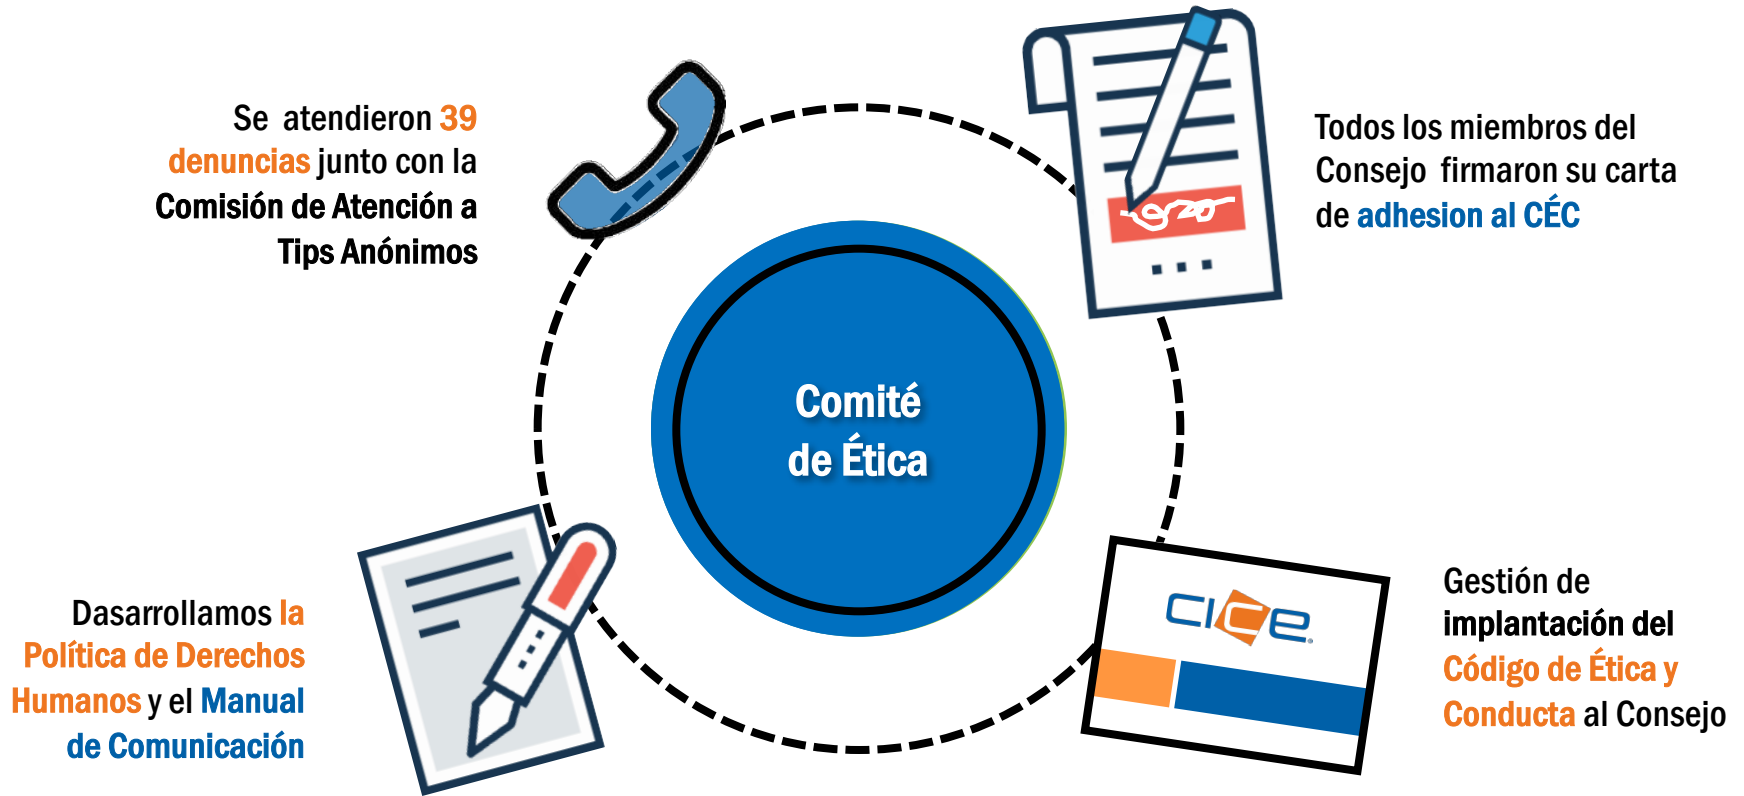 Se atendieron 39
denuncias junto con la
Comisión de Atención a
Tips Anónimos
Todos los miembros del
Consejo firmaron su carta
de adhesion al CÉC
Comité
de Ética
Dasarrollamos la
Política de Derechos
Humanos y el Manual
de Comunicación
CICE
Gestión de
implantación del
Código de Ética y
Conducta al Consejo